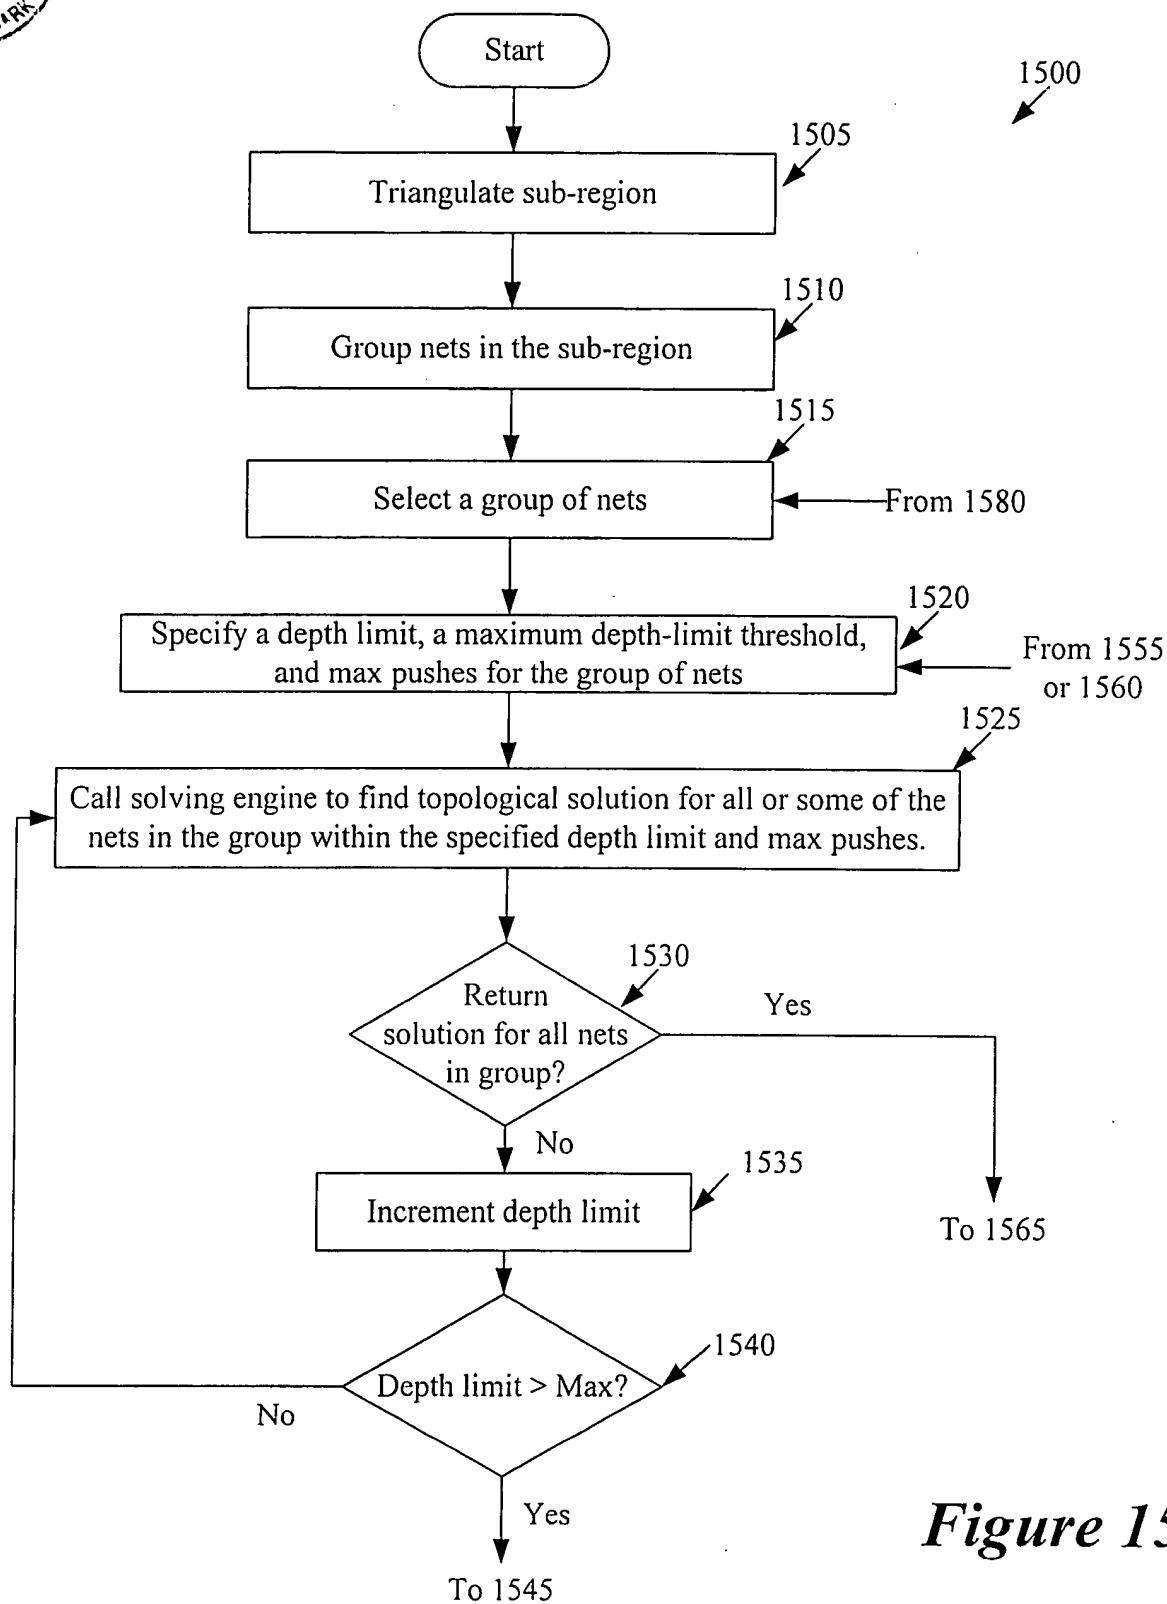 Start
1500
1505
Triangulate sub-region
1510
Group nets in the sub-region
1515
Select a group of nets
From 1580
1520
Specify a depth limit, a maximum depth-limit threshold,
and max pushes for the group of nets
From 1555
or 1560
1525
Call solving engine to find topological solution for all or some of the
nets in the group within the specified depth limit and max pushes.
1530
Return
solution for all nets
in group?
Yes
No
1535
Increment depth limit
To 1565
1540
Depth limit > Max?
No
Yes
To 1545
Figure 15